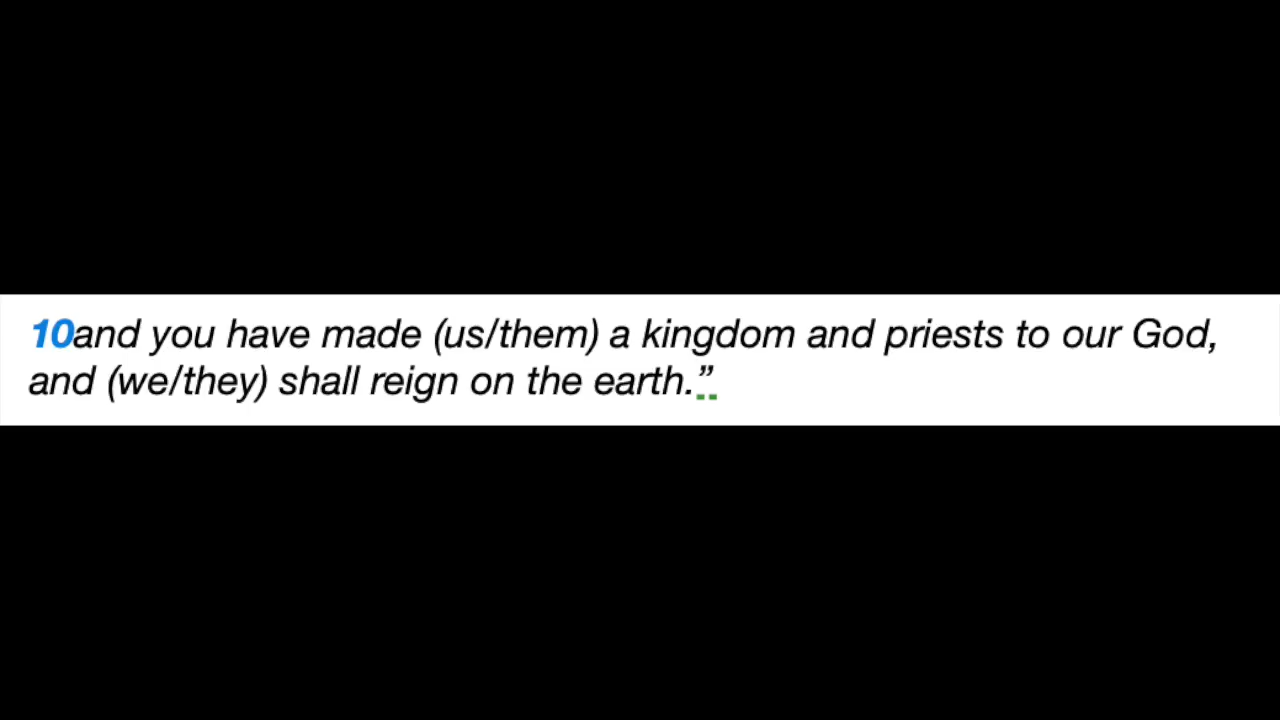 10and you have made (us/them) a kingdom and priests to our God,
and (we/they) shall reign on the earth.”